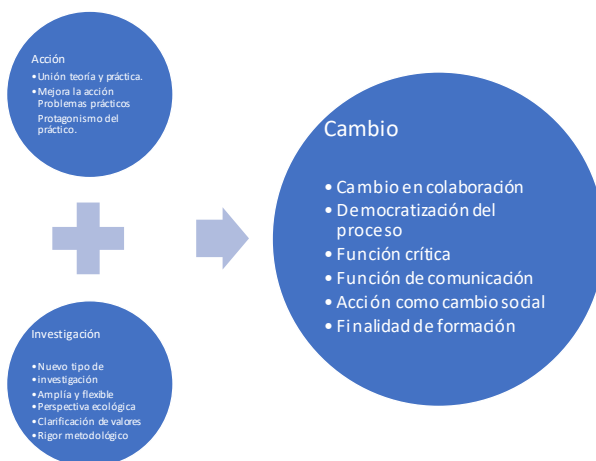 Acción
•Unión teoría y práctica.
•Mejora la acción
Problemas prácticos
Protagonismo del
práctico.
Cambio
• Cambio en colaboración
• Democratización del
proceso
• Función crítica
• Función de comunicación
• Acción como cambio social
• Finalidad de formación
Investigación
•Nuevo tipo de
•investigación
•Amplía y flexible
•Perspectiva ecológica
•Clarificación de valores
•Rigor metodológico